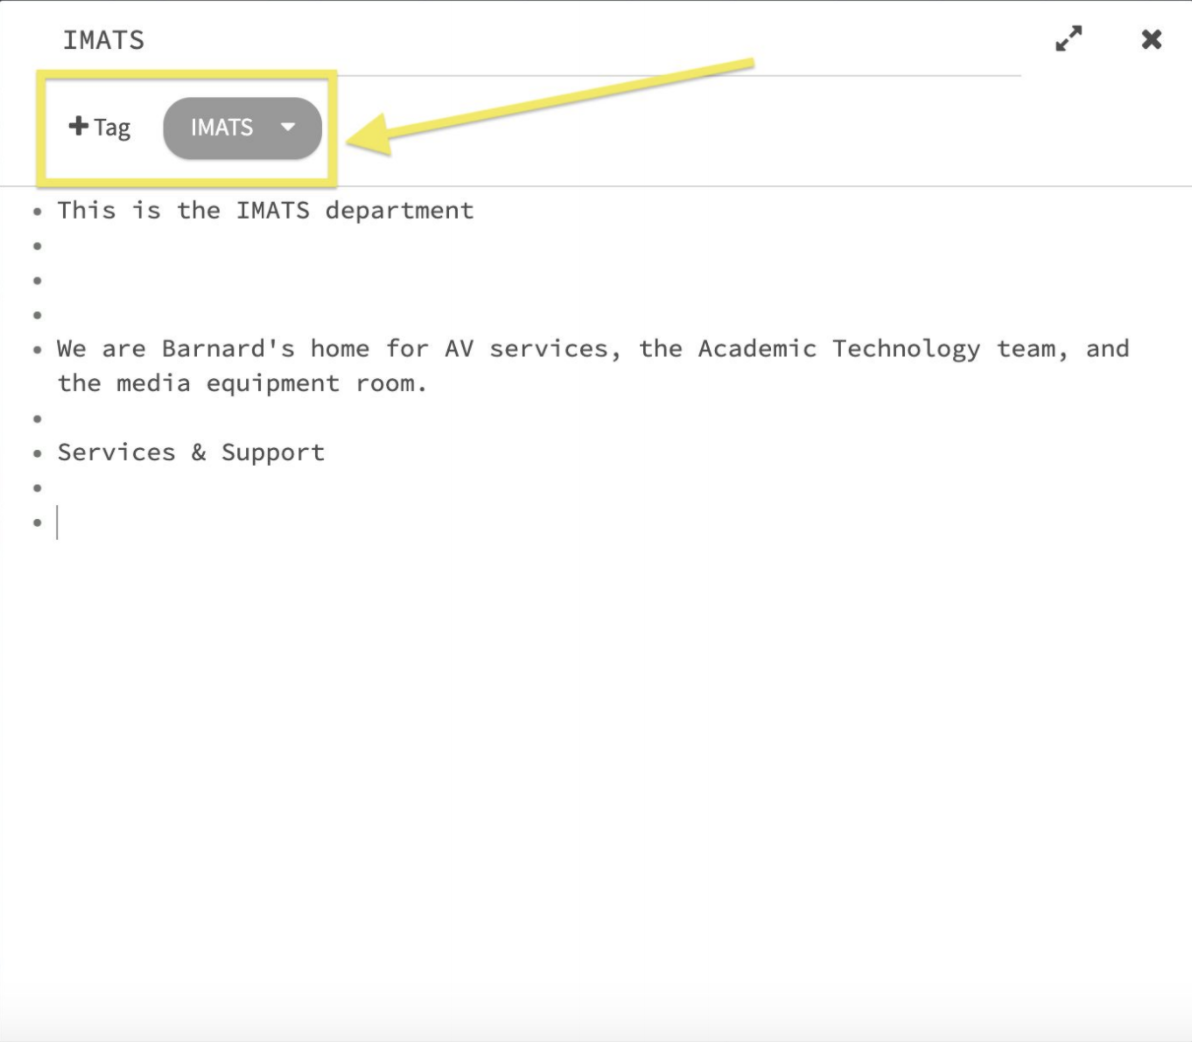 IMATS
+ Tag IMATS
• This is the IMATS department
•
•
•
• We are Barnard's home for AV services, the Academic Technology team, and
the media equipment room.
•
• Services & Support
•
•